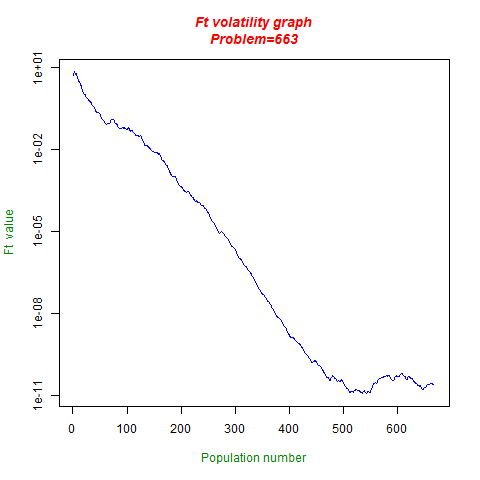 Ft volatility graph
Problem=663
1e+01
1e-02
1e-05
1e-08
1e-11
Ft value
0 100 200 300 400 500 600
Population number